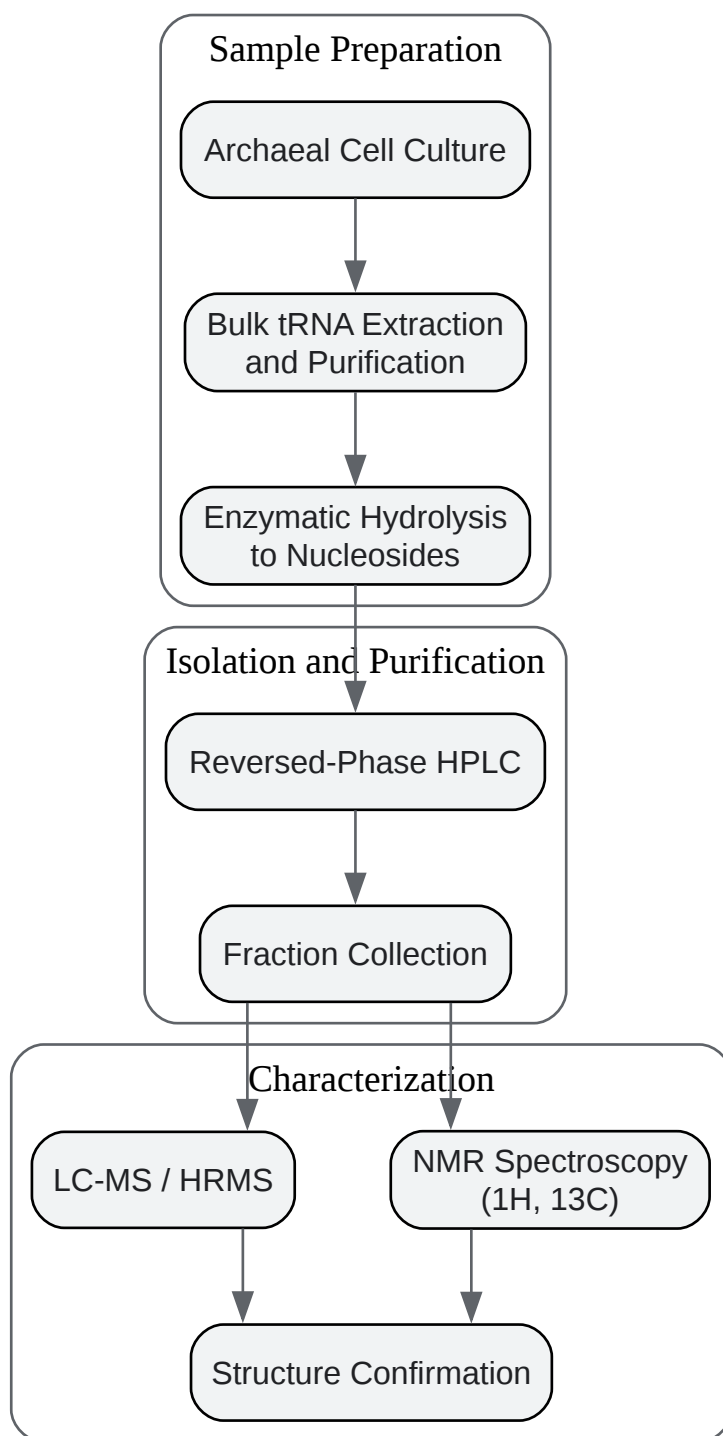 Sample Preparation
Archaeal Cell Culture
Bulk tRNA Extraction
and Purification
Enzymatic Hydrolysis
to Nucleosides
Isolation and Purification
Reversed-Phase HPLC
Fraction Collection
Characterization
LC-MS / HRMS
NMR Spectroscopy
(1H, 13C)
Structure Confirmation